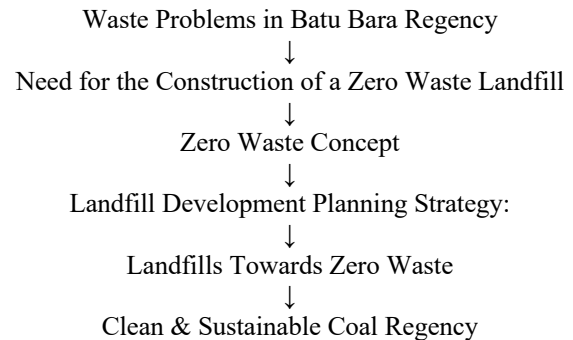 Waste Problems in Batu Bara Regency
↓
Need for the Construction of a Zero Waste Landfill
↓
Zero Waste Concept
↓
Landfill Development Planning Strategy:
↓
Landfills Towards Zero Waste
↓
Clean & Sustainable Coal Regency